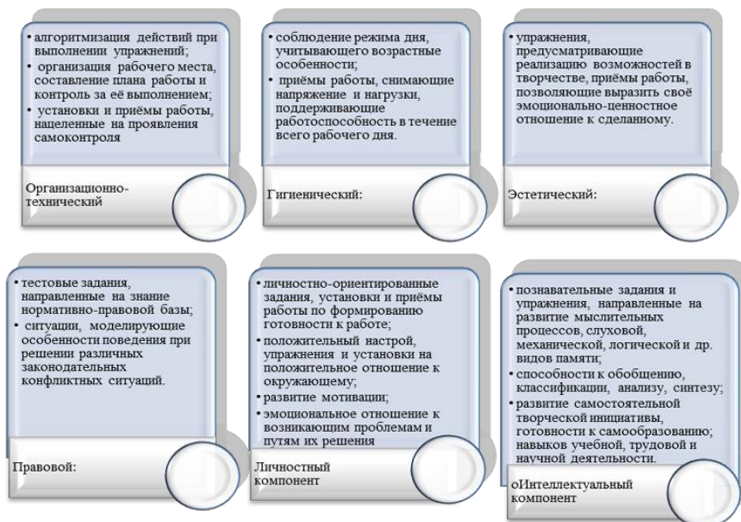 • алгоритмизация действий при
выполнении упражнений;
• организация рабочего места,
составление плана работы и
контроль за её выполнением;
• установки и приёмы работы,
нацеленные на проявления
самоконтроля
Организационно-
технический
• соблюдение режима дня,
учитывающего возрастные
особенности;
• приёмы работы, снимающие
напряжение и нагрузки,
поддерживающие
работоспособность в течение
всего рабочего дня.
Гигиенический:
• упражнения,
предусматривающие
реализацию возможностей в
творчестве, приёмы работы,
позволяющие выразить своё
эмоционально-ценностное
отношение к сделанному.
Эстетический:
• тестовые задания,
направленные на знание
нормативно-правовой базы;
• ситуации, моделирующие
особенности поведения при
решении различных
законодательных
конфликтных ситуаций.
Правовой:
• личностно-ориентированные
задания, установки и приёмы
работы по формированию
готовности к работе;
• положительный настрой,
упражнения и установки на
положительное отношение к
окружающему;
• развитие мотивации;
• эмоциональное отношение к
возникающим проблемам и
путям их решения
Личностный
компонент
• познавательные задания и
упражнения, направленные на
развитие мыслительных
процессов, слуховой,
механической, логической и др.
видов памяти;
• способности к обобщению,
классификации, анализу, синтезу;
• развитие самостоятельной
творческой инициативы,
готовности к самообразованию;
навыков учебной, трудовой и
научной деятельности.
оИнтеллектуальный
компонент